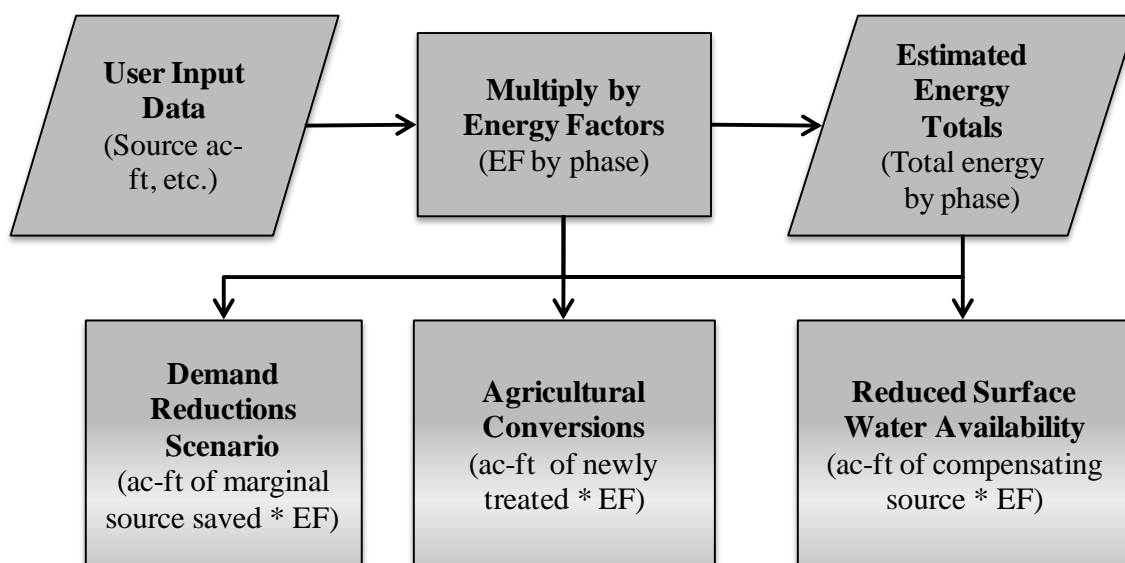 User Input
Data
(Source ac-
ft, etc.)
Multiply by
Energy Factors
(EF by phase)
Estimated
Energy
Totals
(Total energy
by phase)
Demand
Reductions
Scenario
(ac-ft of marginal
source saved * EF)
Agricultural
Conversions
(ac-ft  of newly
treated * EF)
Reduced Surface
Water Availability
(ac-ft of compensating
source * EF)